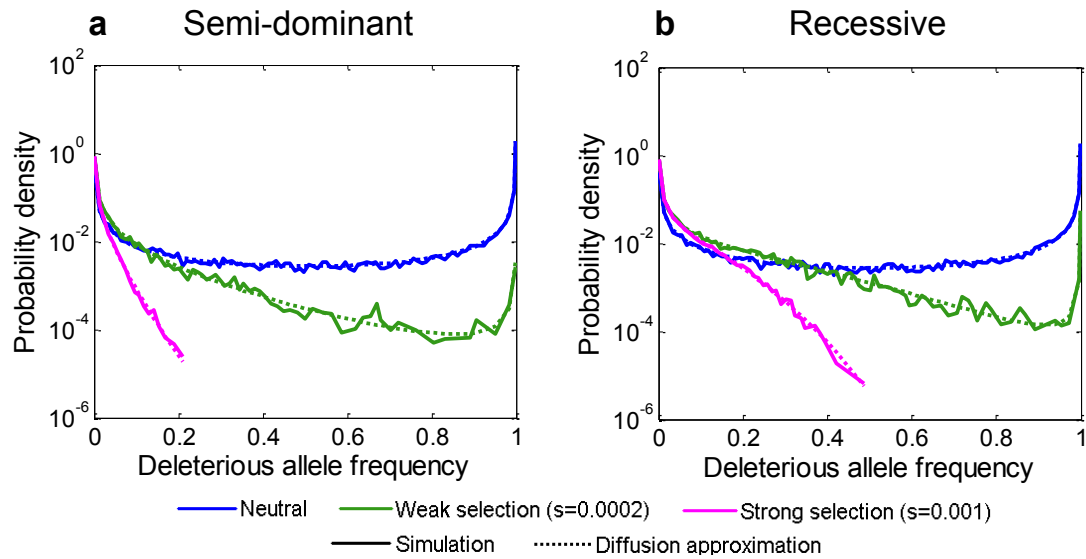 a Semi-dominant
b Recessive
10^2
10^0
10^-2
10^-4
10^-6
Probability density
0 0.2 0.4 0.6 0.8 1
Deleterious allele frequency
10^2
10^0
10^-2
10^-4
10^-6
Probability density
0 0.2 0.4 0.6 0.8 1
Deleterious allele frequency
Neutral Weak selection (s=0.0002) Strong selection (s=0.001)
Simulation Diffusion approximation